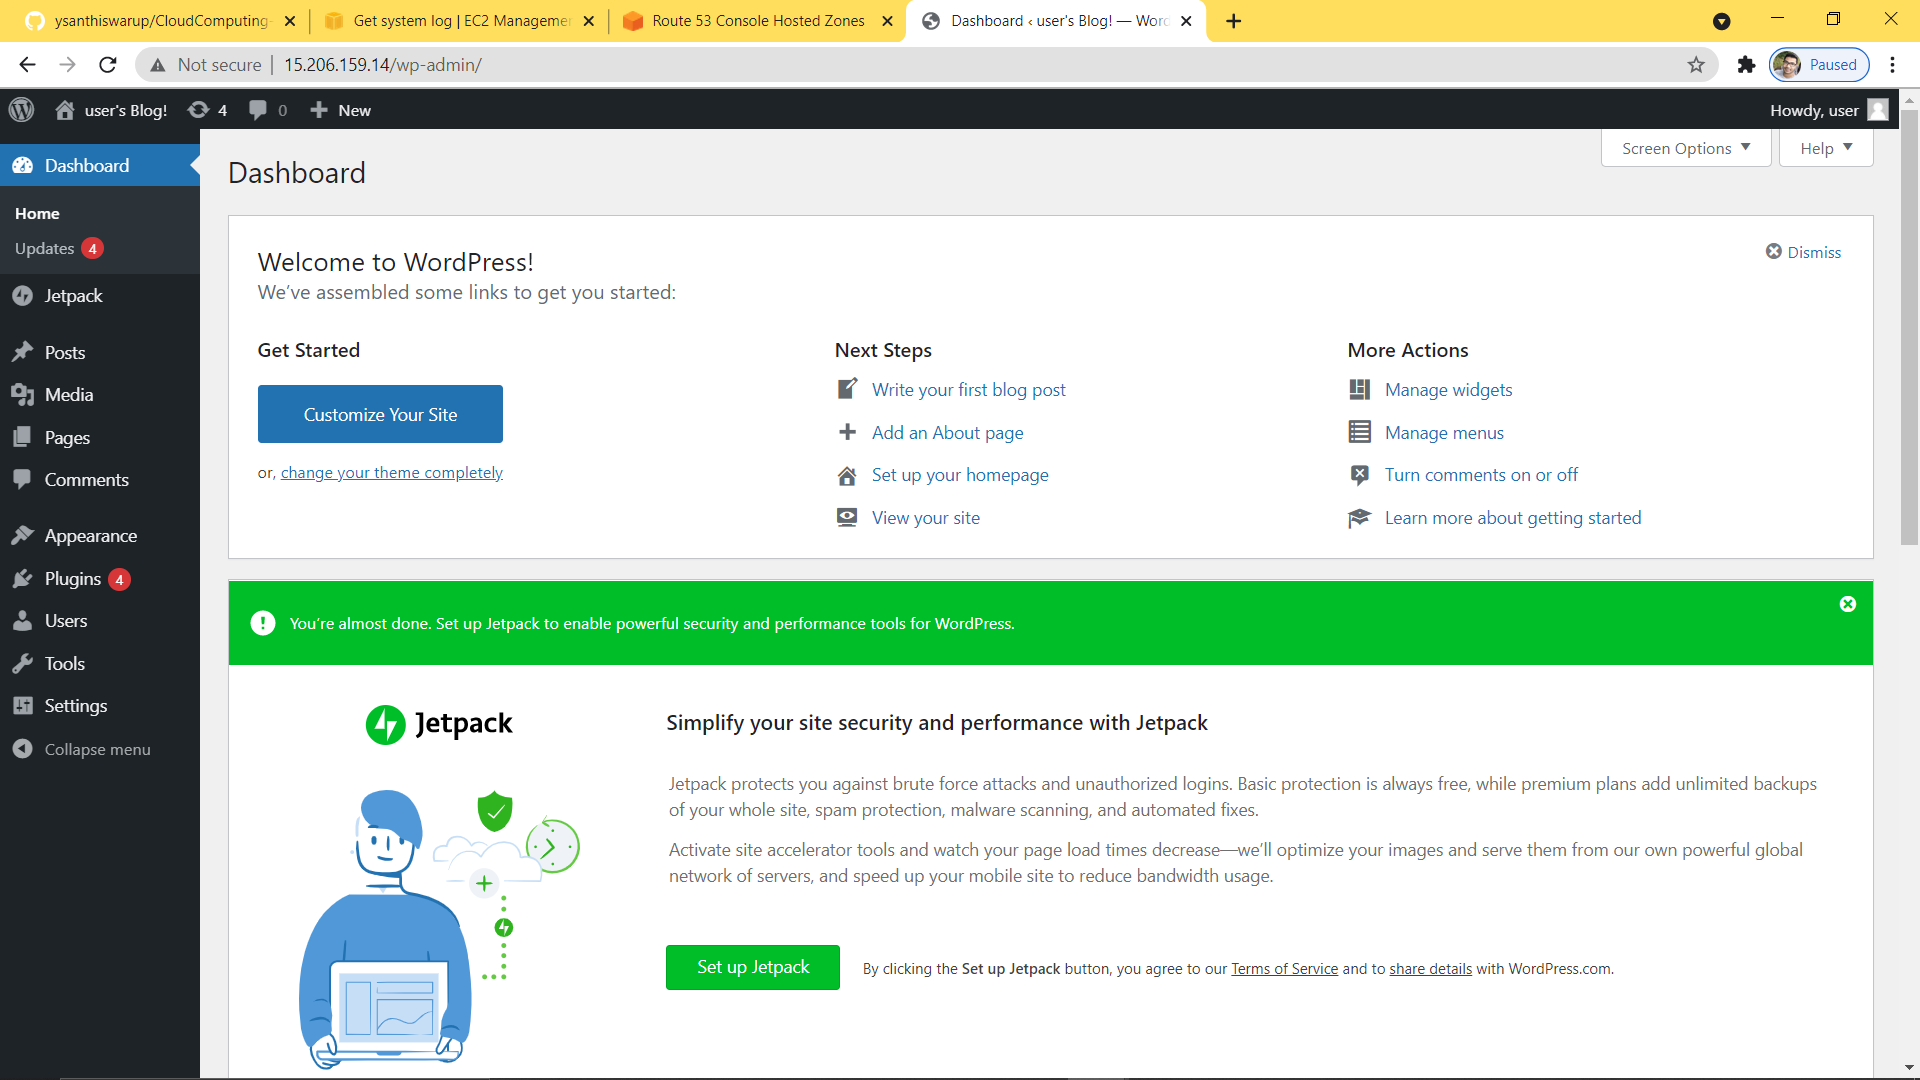 ysanthiswarup/CloudComputing-
Get system log | EC2 Managemen
Route 53 Console Hosted Zones
Dashboard ‹ user's Blog! — Word
Not secure
15.206.159.14/wp-admin/
Paused
user's Blog!
4
0
New
Howdy, user
Dashboard
Home
Updates 4
Jetpack
Posts
Media
Pages
Comments
Appearance
Plugins 4
Users
Tools
Settings
Collapse menu
Screen Options
Help
Dashboard
Welcome to WordPress!
Dismiss
We've assembled some links to get you started:
Get Started
Customize Your Site
or, change your theme completely
Next Steps
Write your first blog post
Add an About page
Set up your homepage
View your site
More Actions
Manage widgets
Manage menus
Turn comments on or off
Learn more about getting started
You're almost done. Set up Jetpack to enable powerful security and performance tools for WordPress.
Jetpack
Simplify your site security and performance with Jetpack
Jetpack protects you against brute force attacks and unauthorized logins. Basic protection is always free, while premium plans add unlimited backups
of your whole site, spam protection, malware scanning, and automated fixes.
Activate site accelerator tools and watch your page load times decrease—we'll optimize your images and serve them from our own powerful global
network of servers, and speed up your mobile site to reduce bandwidth usage.
Set up Jetpack
By clicking the Set up Jetpack button, you agree to our Terms of Service and to share details with WordPress.com.